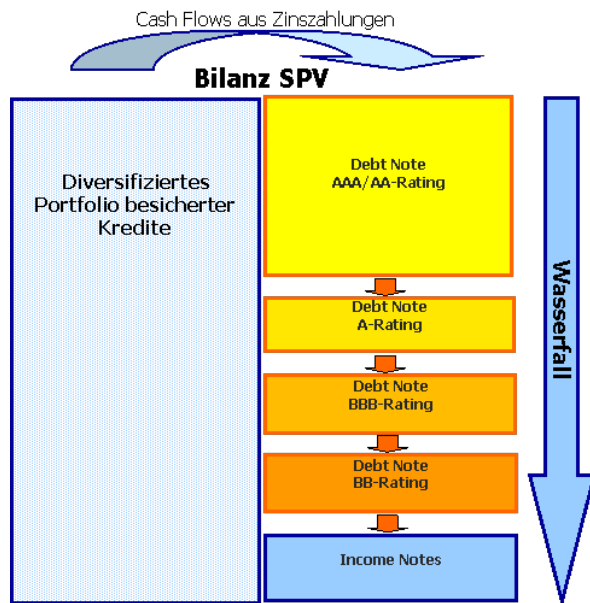 Cash Flows aus Zinszahlungen
Bilanz SPV
Diversifiziertes
Portfolio besicherter
Kredite
Debt Note
AAA/AA-Rating
Debt Note
A-Rating
Debt Note
BBB-Rating
Debt Note
BB-Rating
Income Notes
Wasserfall